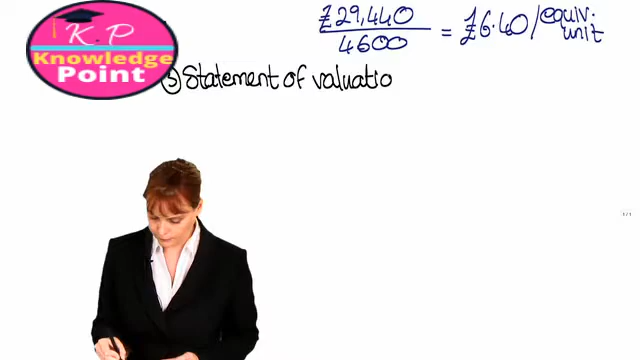 K.P
Knowledge
Point
£29,440
4600
= £6.40/equiv.
unit
③ Statement of valuatio